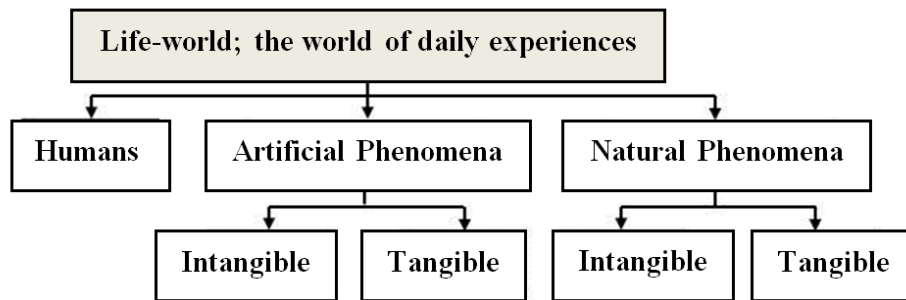 Life-world; the world of daily experiences
Humans
Artificial Phenomena
Natural Phenomena
Intangible
Tangible
Intangible
Tangible